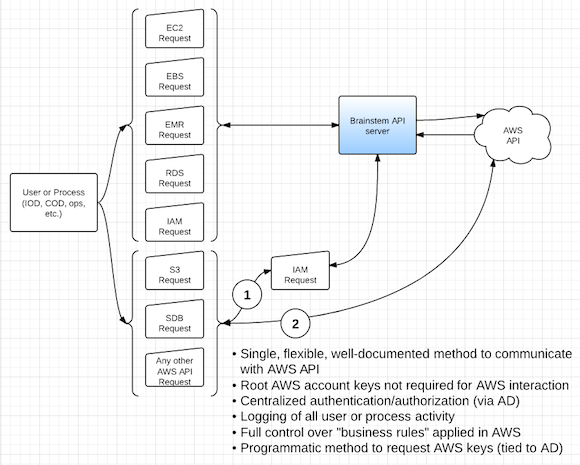 EC2
Request
EBS
Request
EMR
Request
RDS
Request
IAM
Request
S3
Request
SDB
Request
Any other
AWS API
Request
User or Process
(IOD, COD, ops,
etc.)
Brainstem API
server
AWS
API
IAM
Request
1
2
• Single, flexible, well-documented method to communicate
with AWS API
• Root AWS account keys not required for AWS interaction
• Centralized authentication/authorization (via AD)
• Logging of all user or process activity
• Full control over "business rules" applied in AWS
• Programmatic method to request AWS keys (tied to AD)